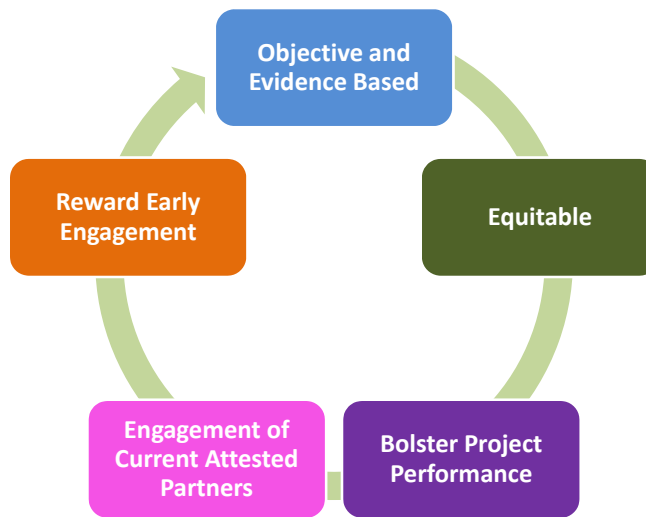 Objective and
Evidence Based
Equitable
Bolster Project
Performance
Engagement of
Current Attested
Partners
Reward Early
Engagement